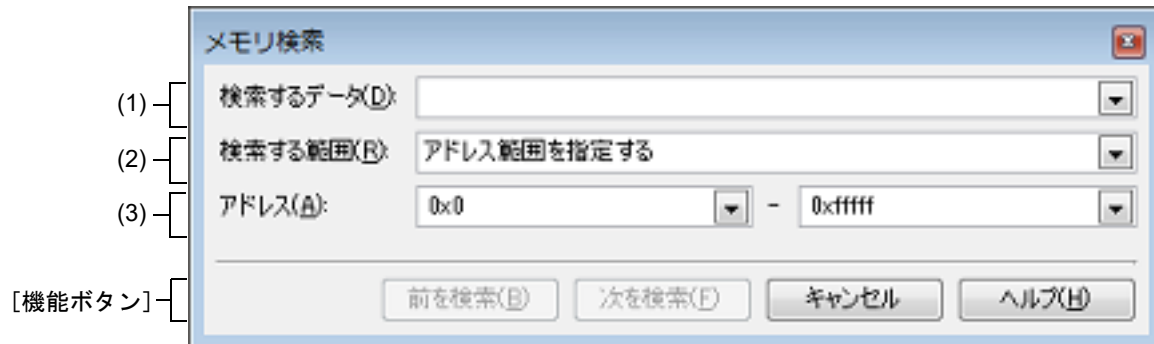 メモリ検索
(1) 検索するデータ(D):
(2) 検索する範囲(R): アドレス範囲を指定する
(3) アドレス(A): 0x0 - 0xfffff
[機能ボタン] 前を検索(B) 次を検索(F) キャンセル ヘルプ(H)